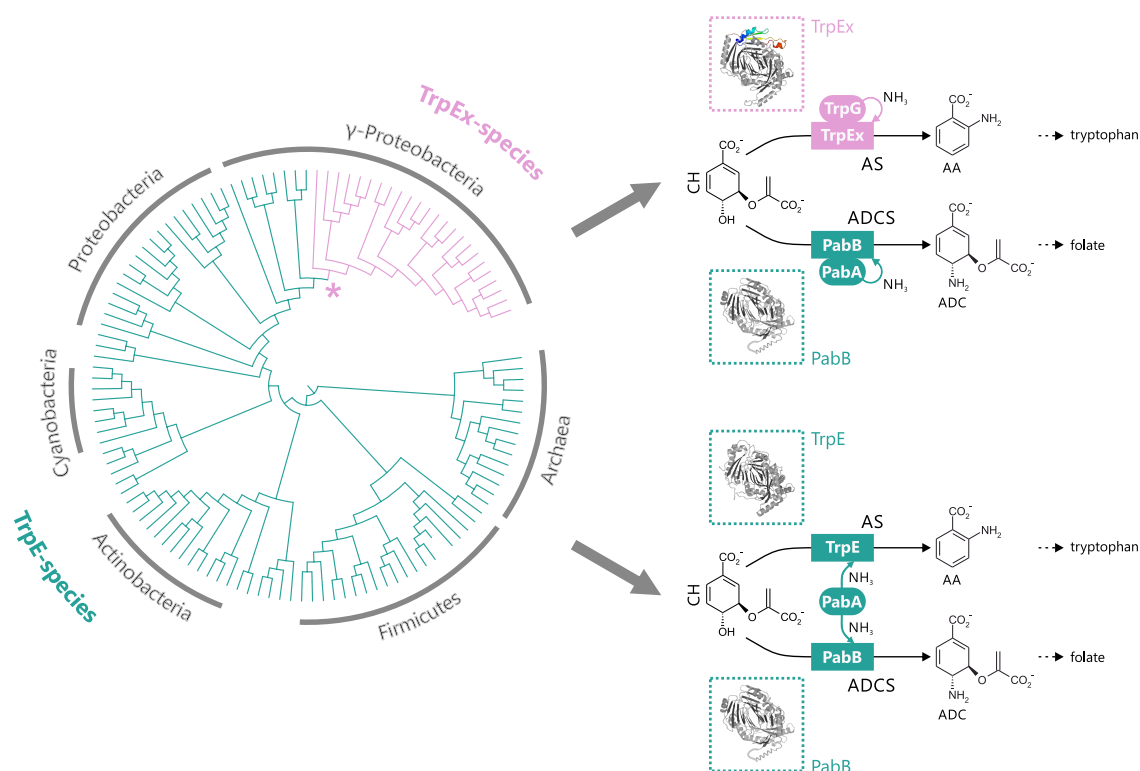 TrpEx-species
γ-Proteobacteria
Proteobacteria
Cyanobacteria
Actinobacteria
Firmicutes
Archaea
TrpE-species
*
TrpEx
TrpG
NH3
TrpEx
AS
CO2-
NH2
AA
tryptophan
CH
CO2-
O
CO2-
OH
ADCS
PabB
PabA
NH3
CO2-
O
CO2-
NH2
ADC
folate
PabB
TrpE
AS
TrpE
NH3
PabA
NH3
PabB
ADCS
CO2-
NH2
AA
tryptophan
CH
CO2-
O
CO2-
OH
CO2-
O
CO2-
NH2
ADC
folate
PabB